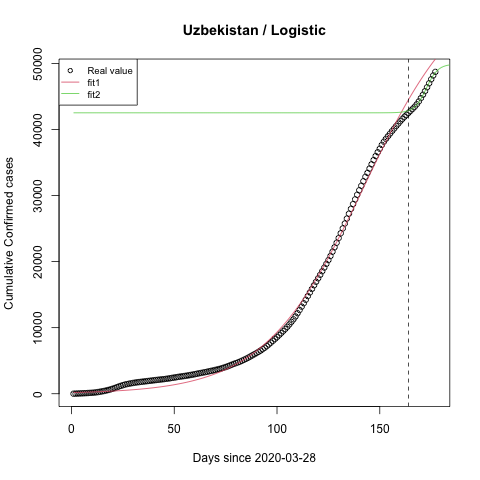 Uzbekistan / Logistic
Real value
fit1
fit2
Cumulative Confirmed cases
50000
40000
30000
20000
10000
0
0 50 100 150
Days since 2020-03-28